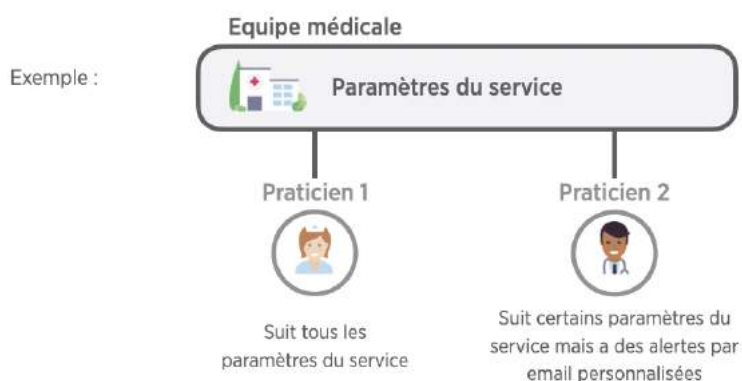 Equipe médicale
Exemple :
Paramètres du service
Praticien 1
Praticien 2
Suit tous les
paramètres du service
Suit certains paramètres du
service mais a des alertes par
email personnalisées